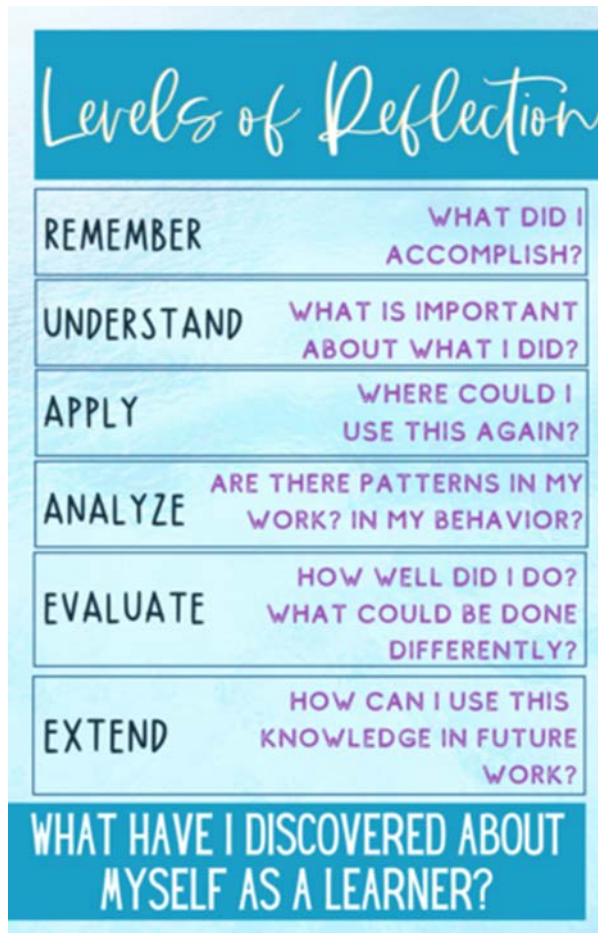 Levels of Reflection
REMEMBER
WHAT DID I
ACCOMPLISH?
UNDERSTAND
WHAT IS IMPORTANT
ABOUT WHAT I DID?
APPLY
WHERE COULD I
USE THIS AGAIN?
ANALYZE
ARE THERE PATTERNS IN MY
WORK? IN MY BEHAVIOR?
EVALUATE
HOW WELL DID I DO?
WHAT COULD BE DONE
DIFFERENTLY?
EXTEND
HOW CAN I USE THIS
KNOWLEDGE IN FUTURE
WORK?
WHAT HAVE I DISCOVERED ABOUT
MYSELF AS A LEARNER?